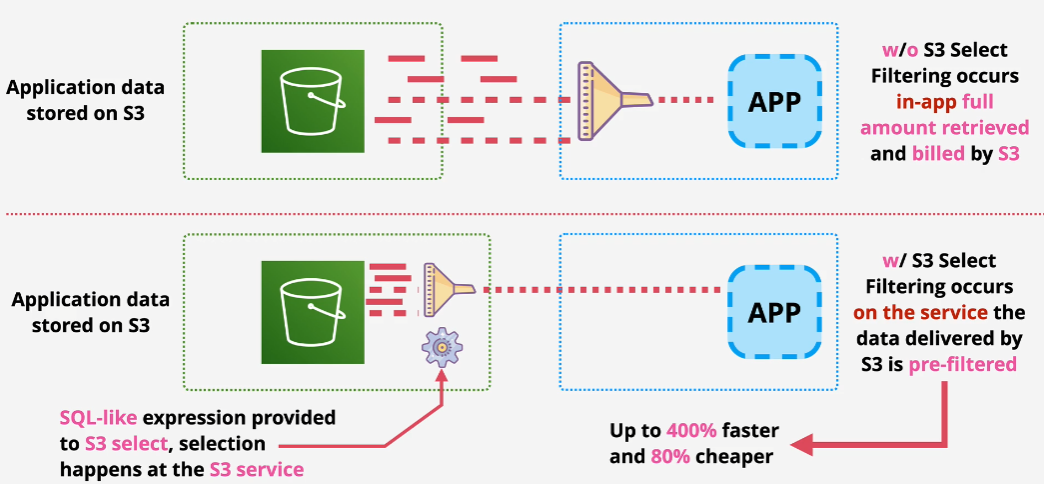 Application data
stored on S3
APP
w/o S3 Select
Filtering occurs
in-app full
amount retrieved
and billed by S3
Application data
stored on S3
APP
w/ S3 Select
Filtering occurs
on the service the
data delivered by
S3 is pre-filtered
SQL-like expression provided
to S3 select, selection
happens at the S3 service
Up to 400% faster
and 80% cheaper